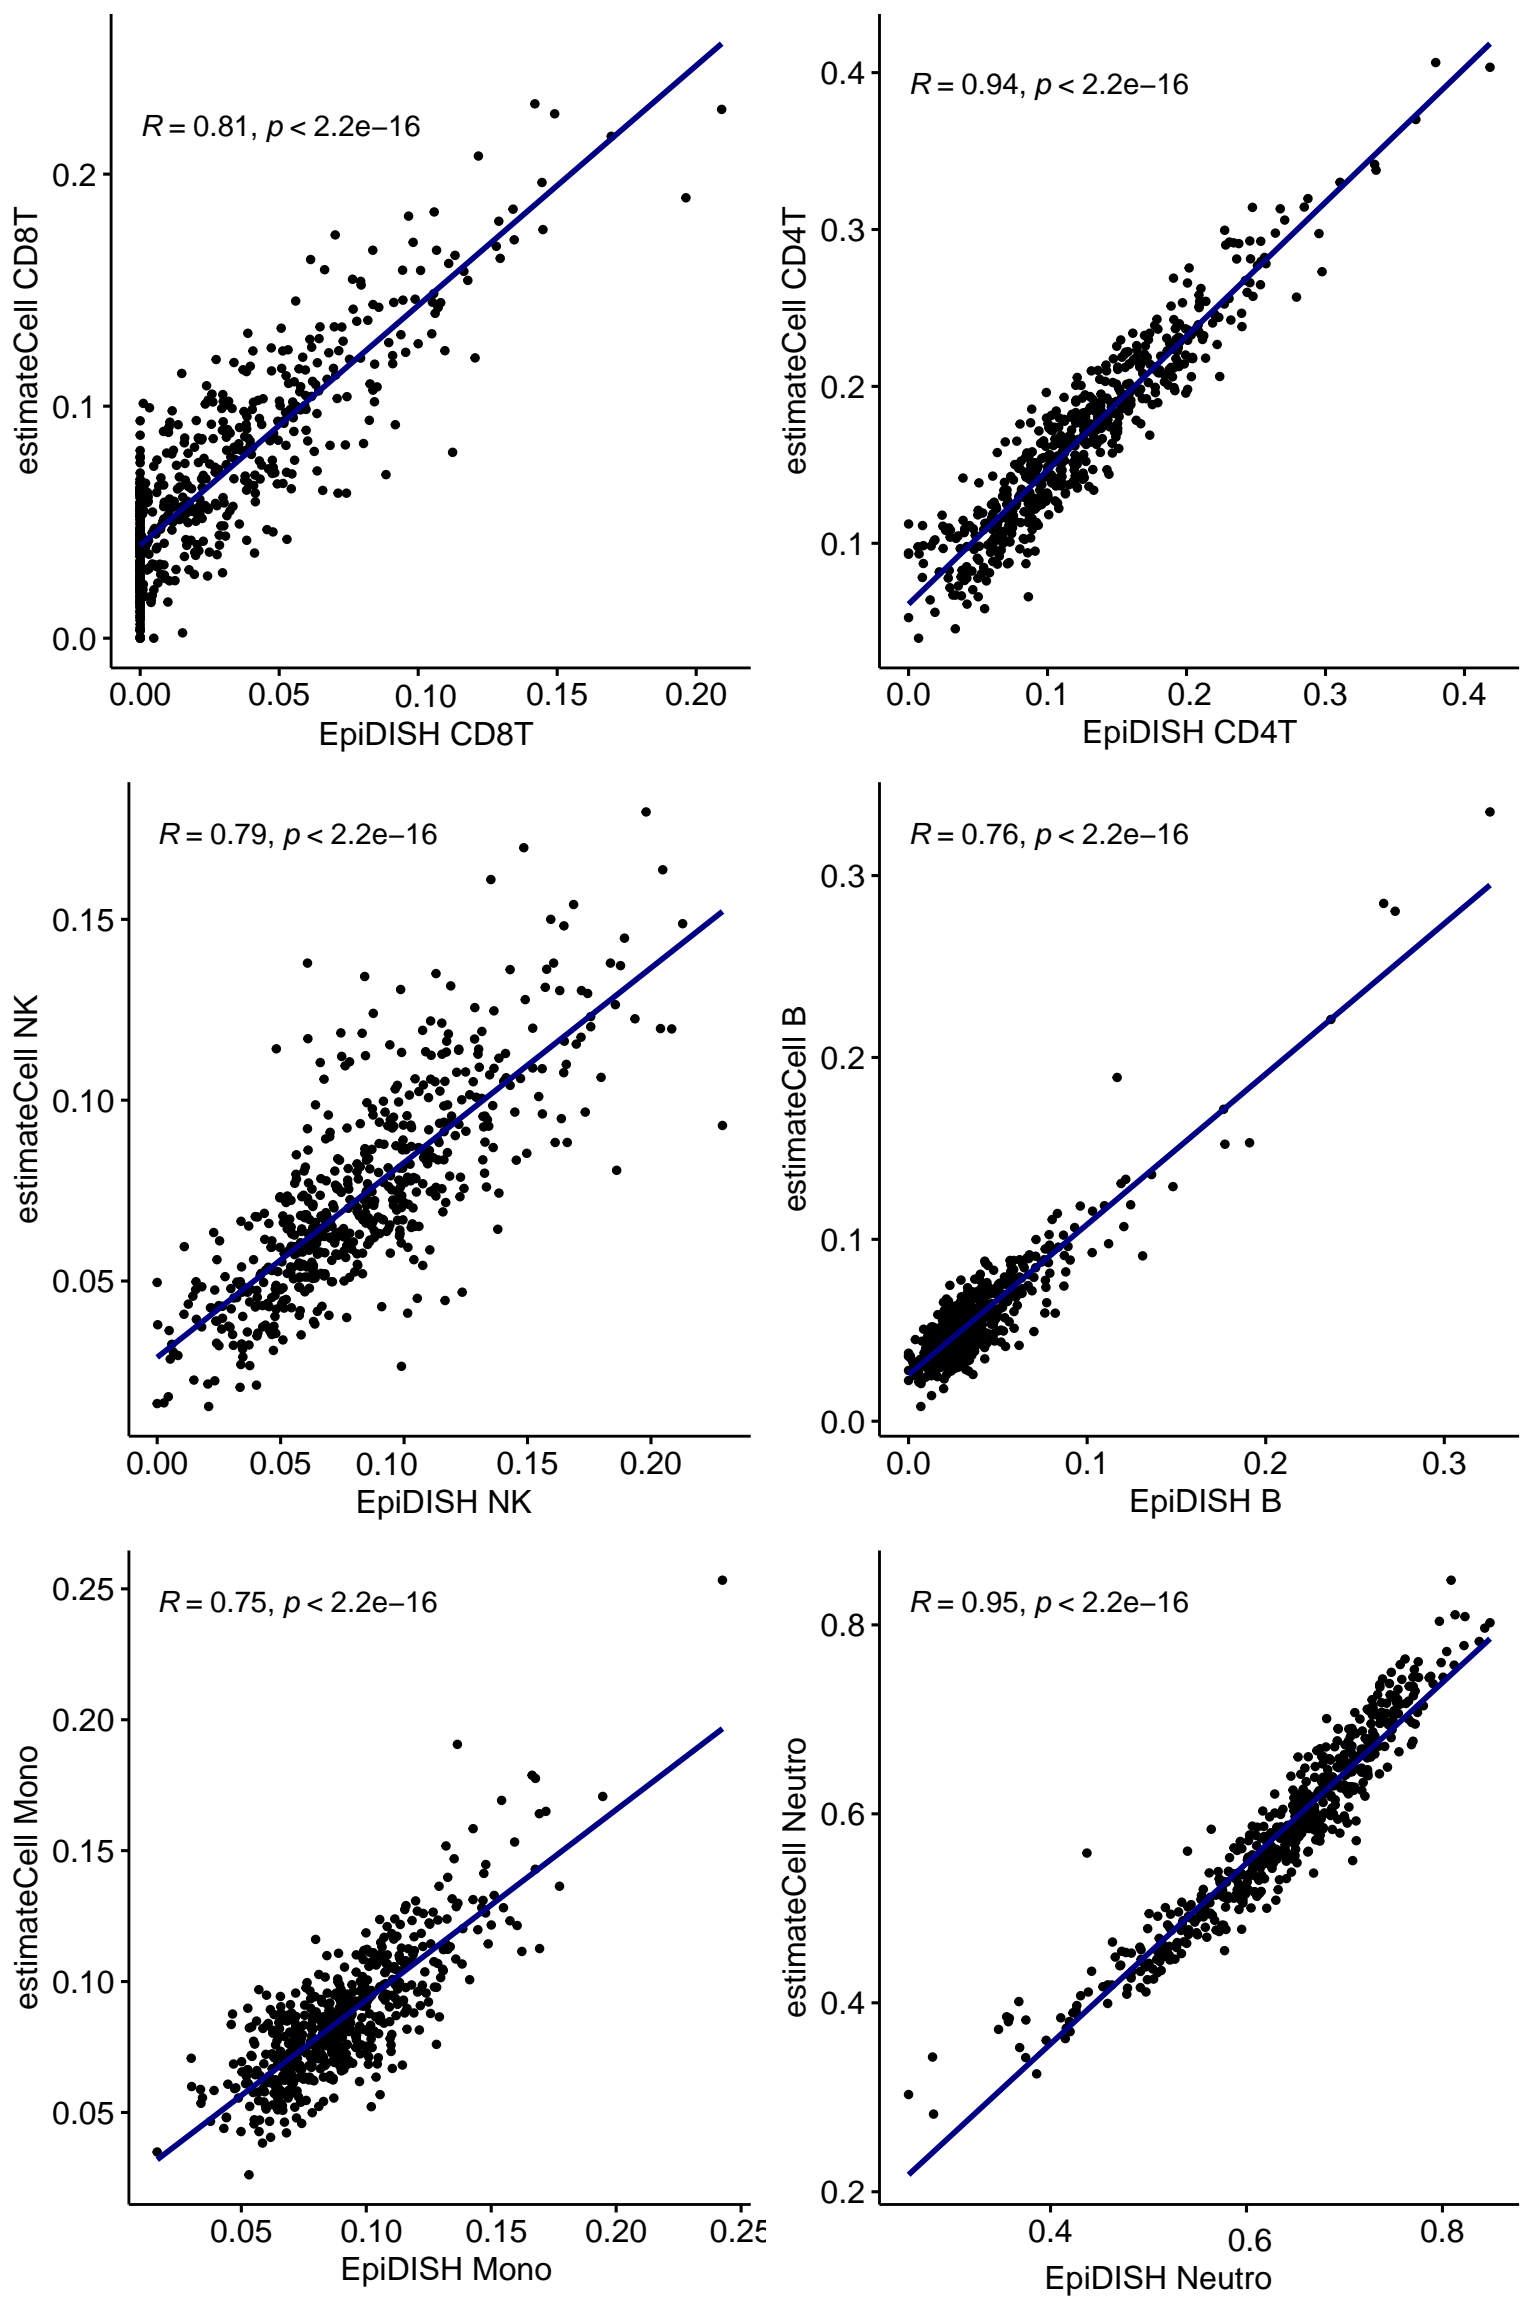 R = 0.81, p < 2.2e−16
estimateCell CD8T
0.2
0.1
0.0
0.00 0.05 0.10 0.15 0.20
EpiDISH CD8T
R = 0.94, p < 2.2e−16
estimateCell CD4T
0.4
0.3
0.2
0.1
0.0 0.1 0.2 0.3 0.4
EpiDISH CD4T
R = 0.79, p < 2.2e−16
estimateCell NK
0.15
0.10
0.05
0.00 0.05 0.10 0.15 0.20
EpiDISH NK
R = 0.76, p < 2.2e−16
estimateCell B
0.3
0.2
0.1
0.0
0.0 0.1 0.2 0.3
EpiDISH B
R = 0.75, p < 2.2e−16
estimateCell Mono
0.25
0.20
0.15
0.10
0.05
0.05 0.10 0.15 0.20 0.25
EpiDISH Mono
R = 0.95, p < 2.2e−16
estimateCell Neutro
0.8
0.6
0.4
0.2
0.4 0.6 0.8
EpiDISH Neutro